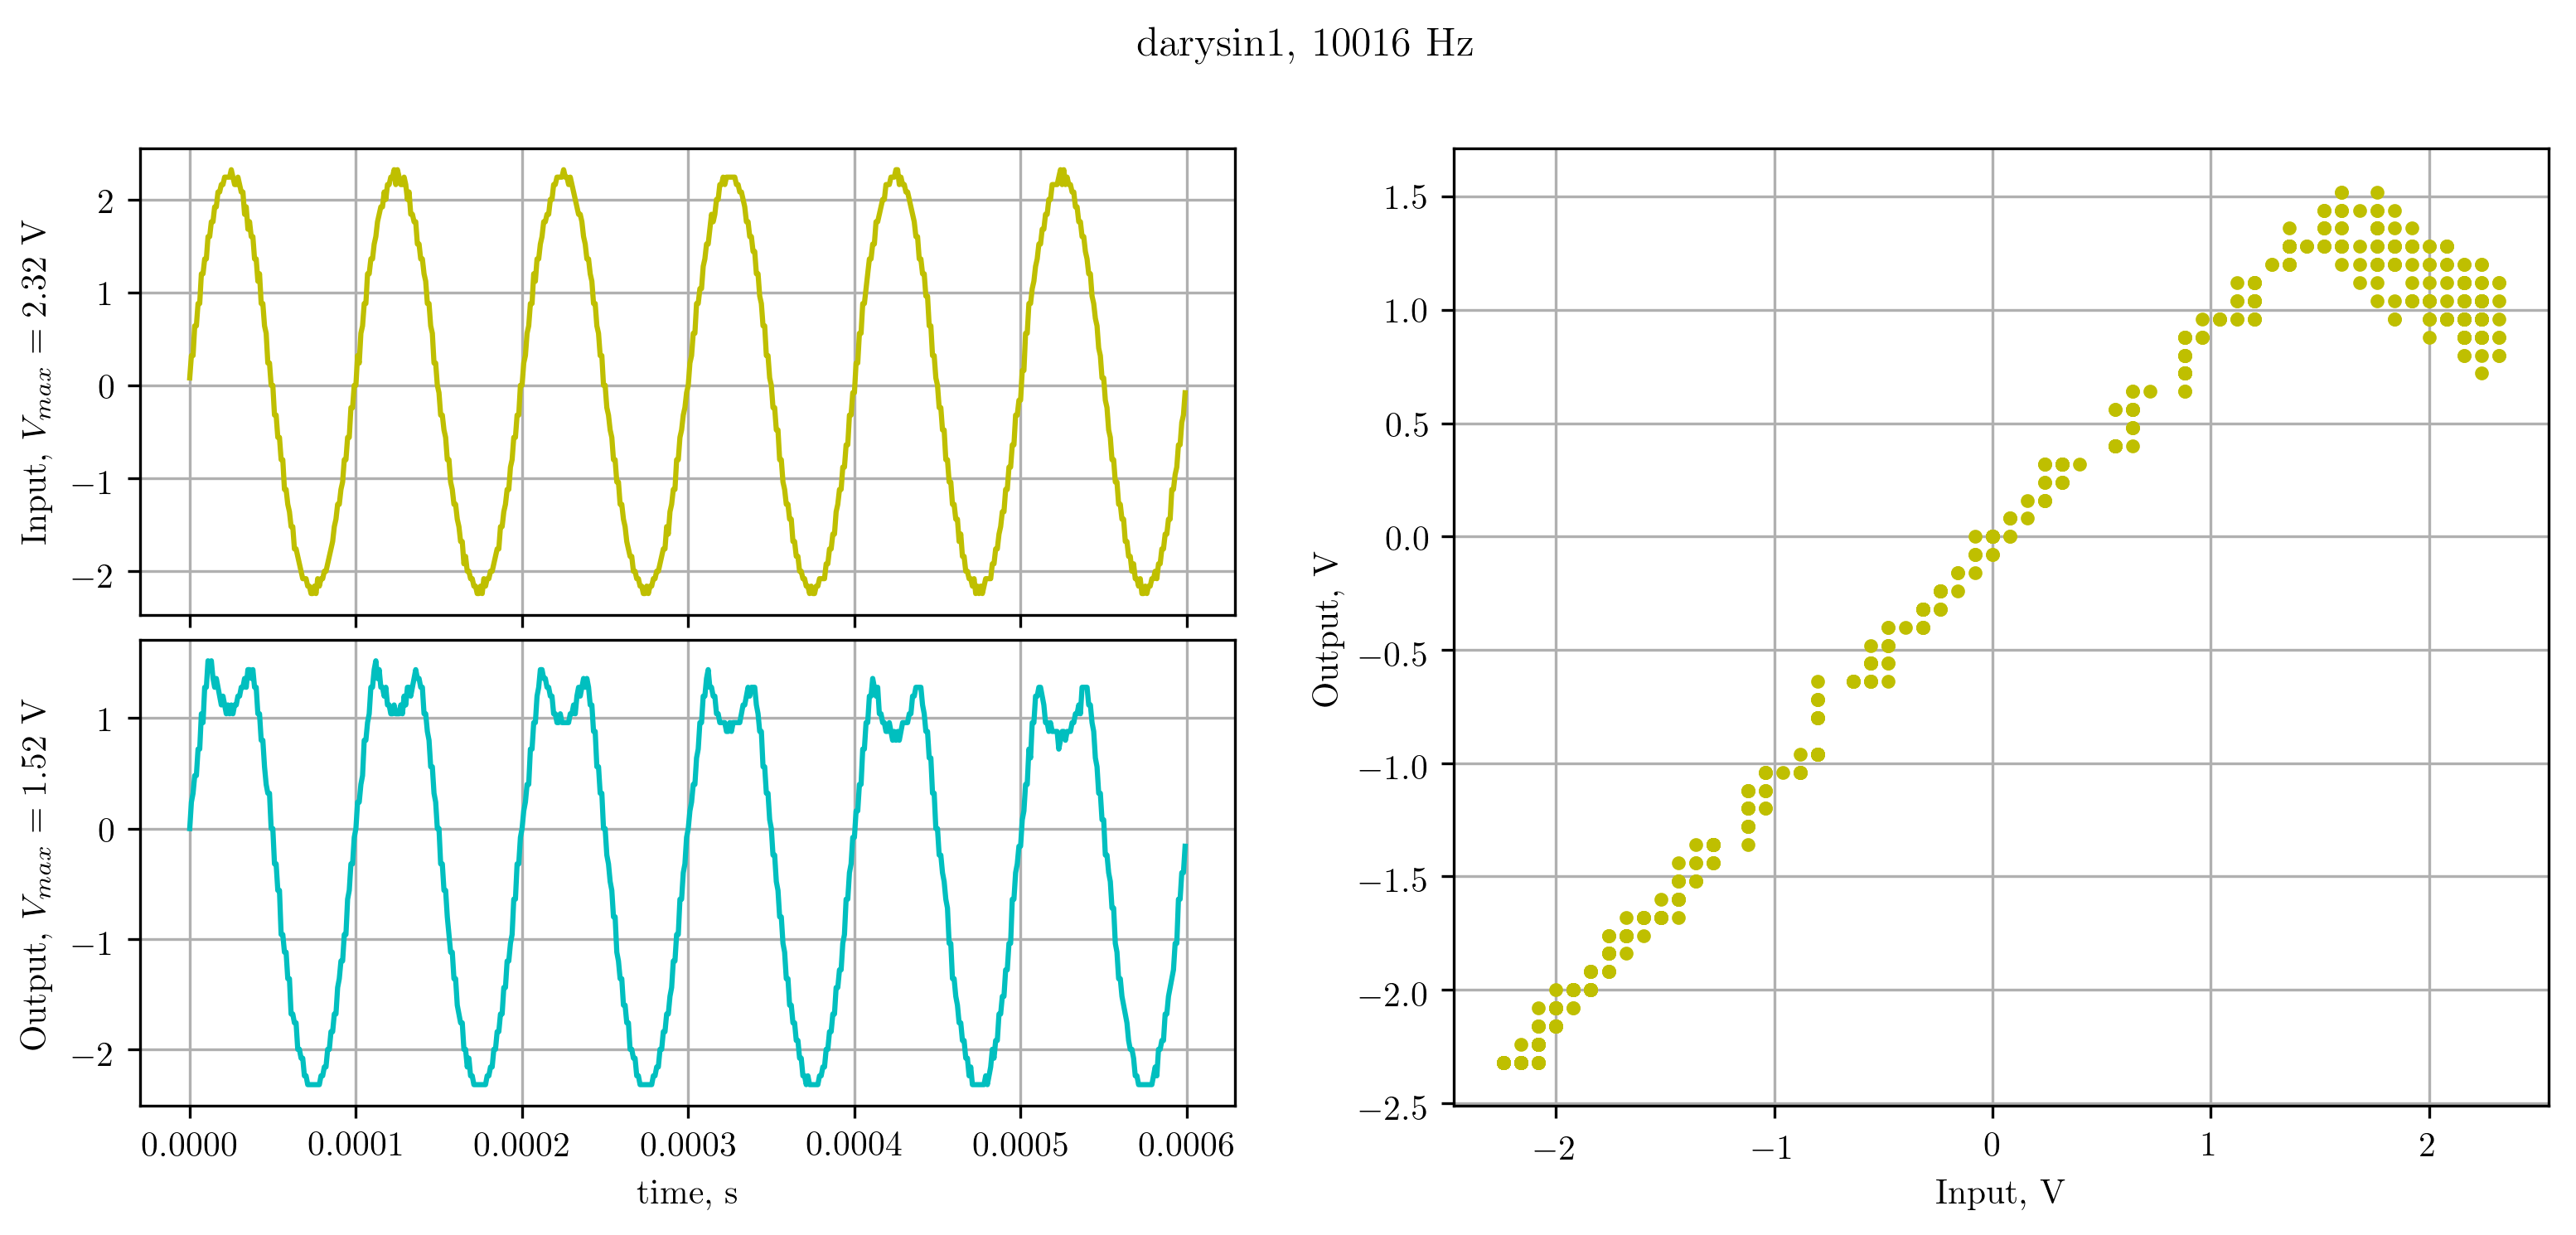 darysin1, 10016 Hz
Input, Vmax = 2.32 V
2
1
0
−1
−2
Output, Vmax = 1.52 V
1
0
−1
−2
0.0000 0.0001 0.0002 0.0003 0.0004 0.0005 0.0006
time, s
Output, V
1.5
1.0
0.5
0.0
−0.5
−1.0
−1.5
−2.0
−2.5
−2 −1 0 1 2
Input, V